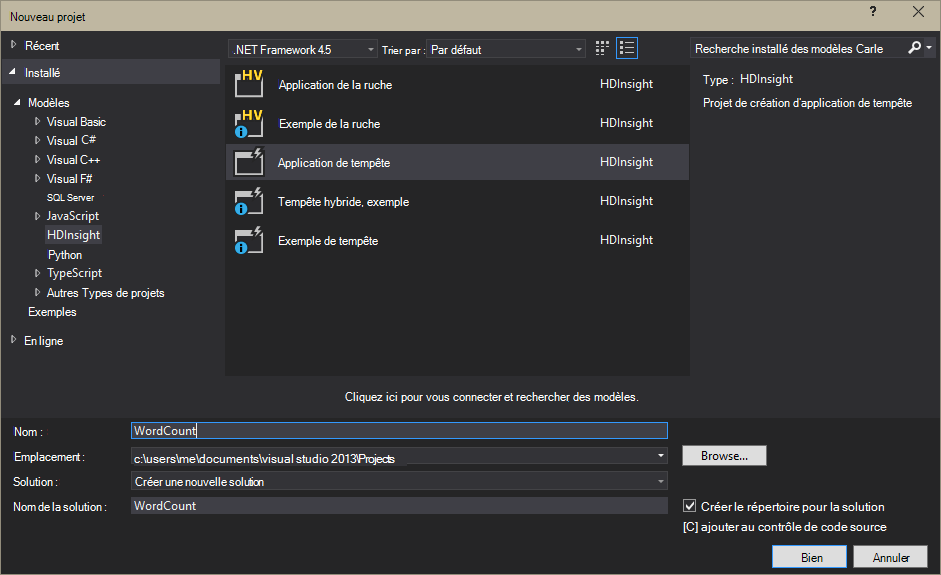 Nouveau projet
?
Récent
Installé
Modèles
Visual Basic
Visual C#
Visual C++
Visual F#
SQL Server
JavaScript
HDInsight
Python
TypeScript
Autres Types de projets
Exemples
En ligne
.NET Framework 4.5
Trier par : Par défaut
HV Application de la ruche HDInsight
HV Exemple de la ruche HDInsight
Application de tempête HDInsight
Tempête hybride, exemple HDInsight
Exemple de tempête HDInsight
Cliquez ici pour vous connecter et rechercher des modèles.
Recherche installé des modèles Carle
Type : HDInsight
Projet de création d'application de tempête
Nom : WordCount
Emplacement : c:\users\me\documents\visual studio 2013\Projects
Browse...
Solution : Créer une nouvelle solution
Nom de la solution : WordCount
Créer le répertoire pour la solution
[C] ajouter au contrôle de code source
Bien
Annuler